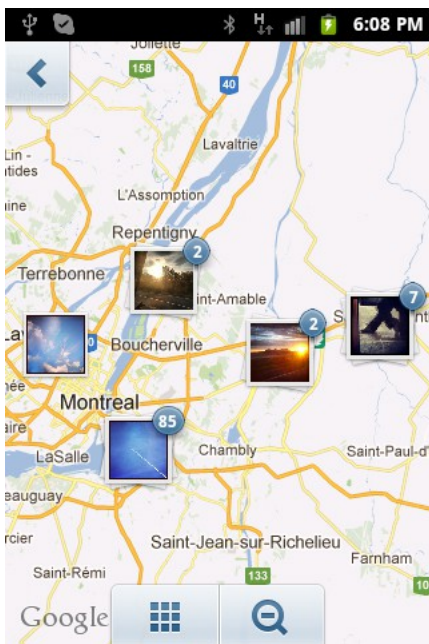 H 6:08 PM
Joliette
158
40
Lavaltrie
Lin -
L'Assomption
Repentigny
2
Terrebonne
int-Amable
2
7
Boucherville
Montreal
85
LaSalle
Chambly
Saint-Paul-d'
eauguay
rcier
Saint-Jean-sur-Richelieu
Farnham
Saint-Rémi
133
10
Google